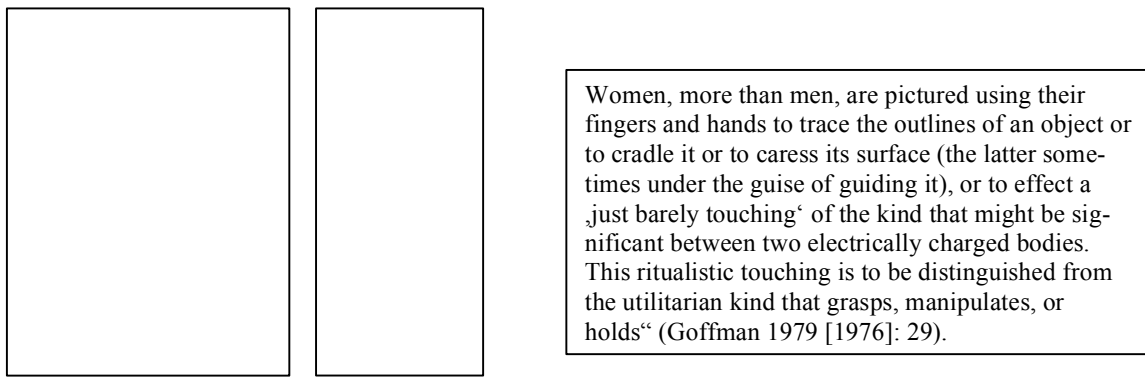 Women, more than men, are pictured using their
fingers and hands to trace the outlines of an object or
to cradle it or to caress its surface (the latter some-
times under the guise of guiding it), or to effect a
‚just barely touching‘ of the kind that might be sig-
nificant between two electrically charged bodies.
This ritualistic touching is to be distinguished from
the utilitarian kind that grasps, manipulates, or
holds“ (Goffman 1979 [1976]: 29).